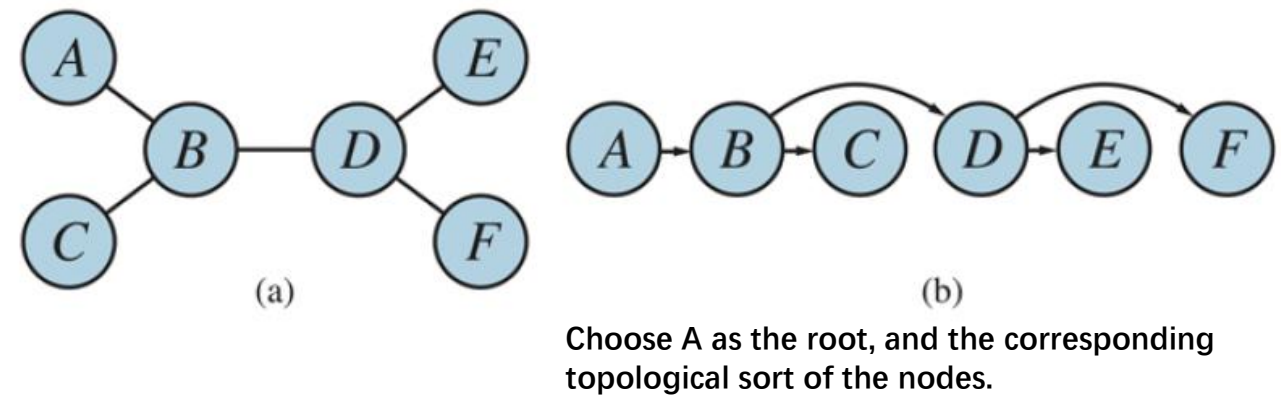 A
E
B
D
C
F
(a)
A B C D E F
(b)
Choose A as the root, and the corresponding
topological sort of the nodes.